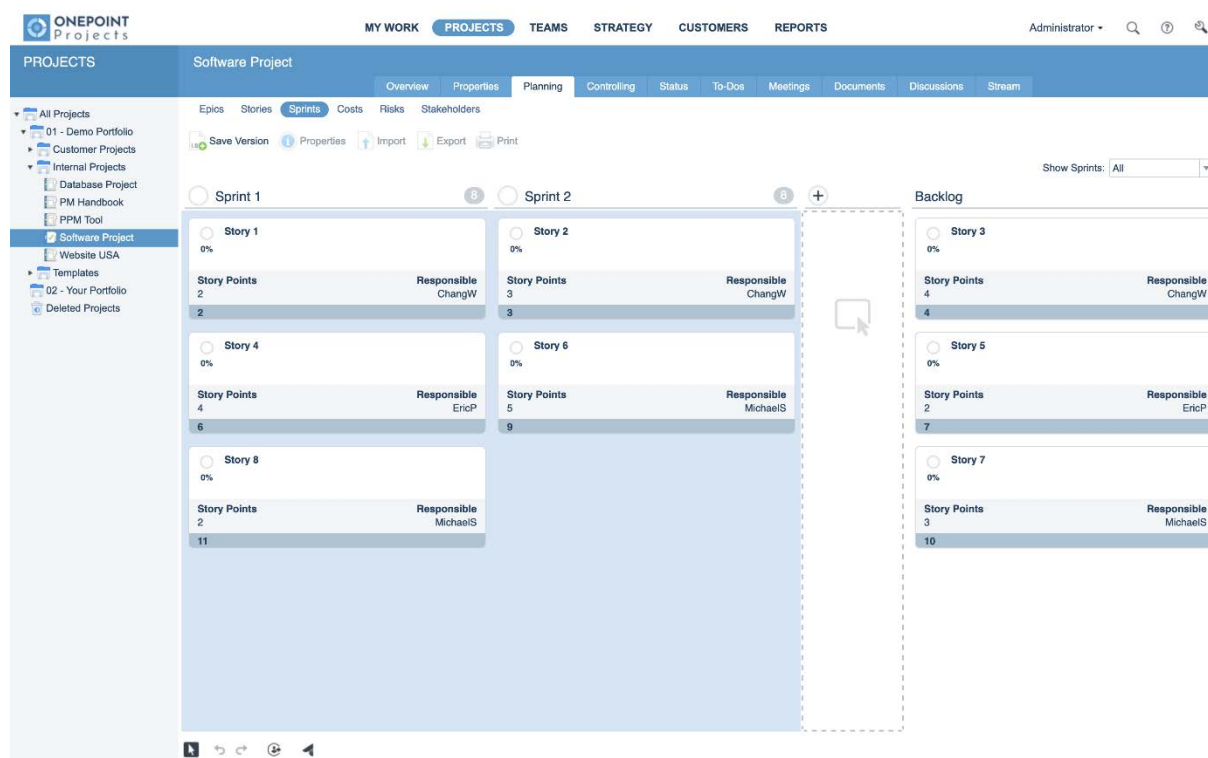 ONEPOINT
Projects
MY WORK PROJECTS TEAMS STRATEGY CUSTOMERS REPORTS
Administrator
PROJECTS
Software Project
Overview Properties Planning Controlling Status To-Dos Meetings Documents Discussions Stream
All Projects
01 - Demo Portfolio
Customer Projects
Internal Projects
Database Project
PM Handbook
PPM Tool
Software Project
Website USA
Templates
02 - Your Portfolio
Deleted Projects
Epics Stories Sprints Costs Risks Stakeholders
Save Version Properties Import Export Print
Show Sprints: All
Sprint 1 8 Sprint 2 8 + Backlog
Story 1
0%
Story Points Responsible
2 ChangW
2
Story 4
0%
Story Points Responsible
4 EricP
6
Story 8
0%
Story Points Responsible
2 MichaelS
11
Story 2
0%
Story Points Responsible
3 ChangW
3
Story 6
0%
Story Points Responsible
5 MichaelS
9
Story 3
0%
Story Points Responsible
4 ChangW
4
Story 5
0%
Story Points Responsible
2 EricP
7
Story 7
0%
Story Points Responsible
3 MichaelS
10